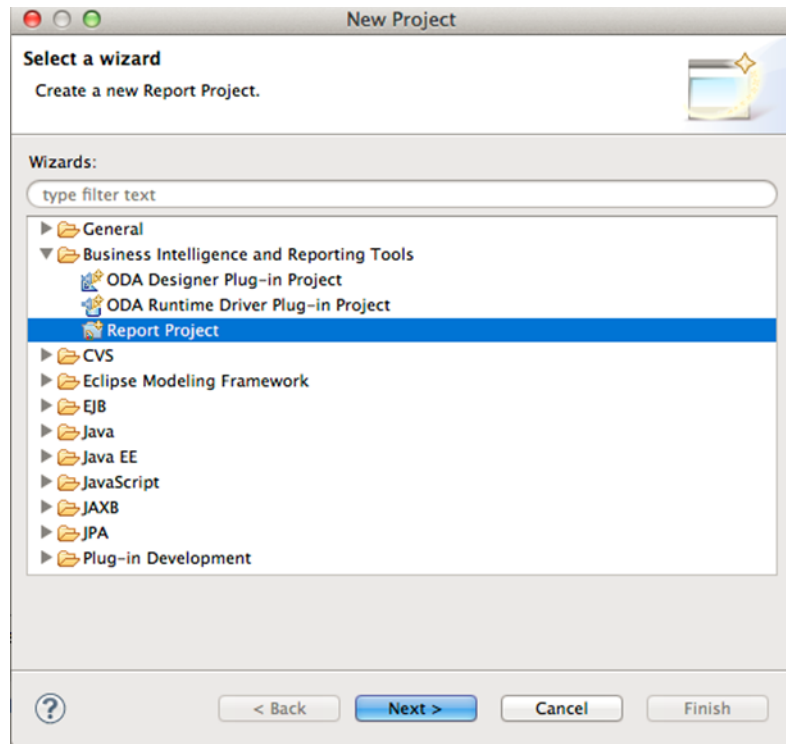 New Project
Select a wizard
Create a new Report Project.
Wizards:
type filter text
General
Business Intelligence and Reporting Tools
ODA Designer Plug-in Project
ODA Runtime Driver Plug-in Project
Report Project
CVS
Eclipse Modeling Framework
EJB
Java
Java EE
JavaScript
JAXB
JPA
Plug-in Development
? < Back Next > Cancel Finish